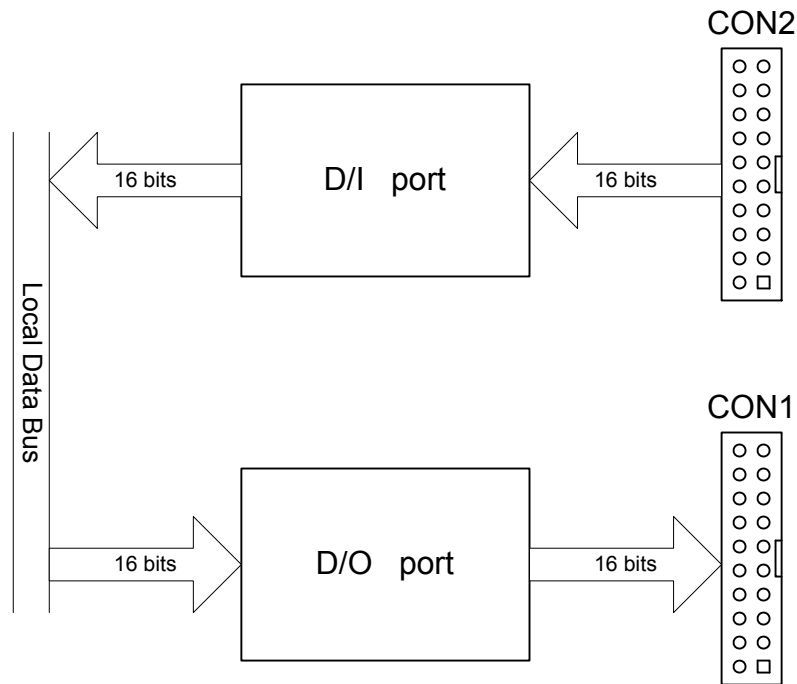 CON2
16 bits
D/I port
16 bits
Local Data Bus
CON1
16 bits
D/O port
16 bits